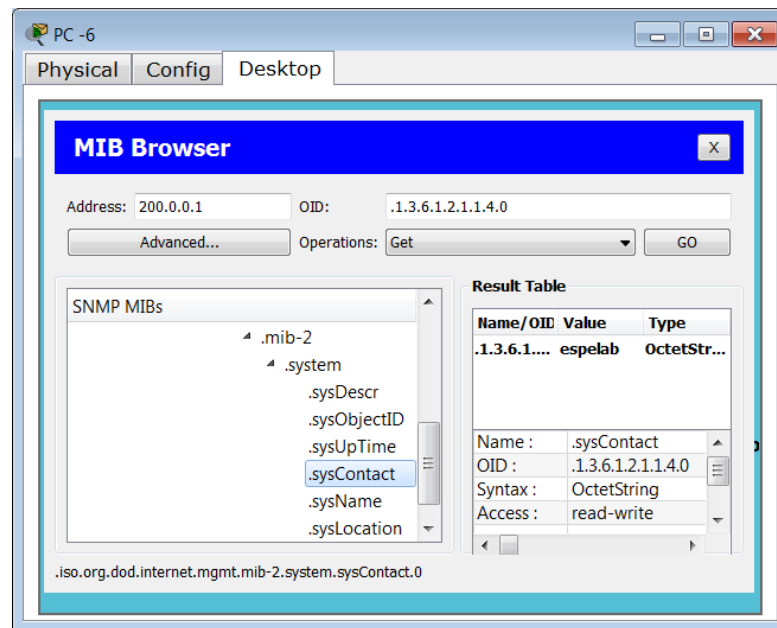 PC -6
Physical Config Desktop
MIB Browser X
Address: 200.0.0.1 OID: .1.3.6.1.2.1.1.4.0
Advanced... Operations: Get GO
SNMP MIBs
.mib-2
.system
.sysDescr
.sysObjectID
.sysUpTime
.sysContact
.sysName
.sysLocation
Result Table
Name/OID Value Type
.1.3.6.1.... espelab OctetStr...
Name : .sysContact
OID : .1.3.6.1.2.1.1.4.0
Syntax : OctetString
Access : read-write
.iso.org.dod.internet.mgmt.mib-2.system.sysContact.0